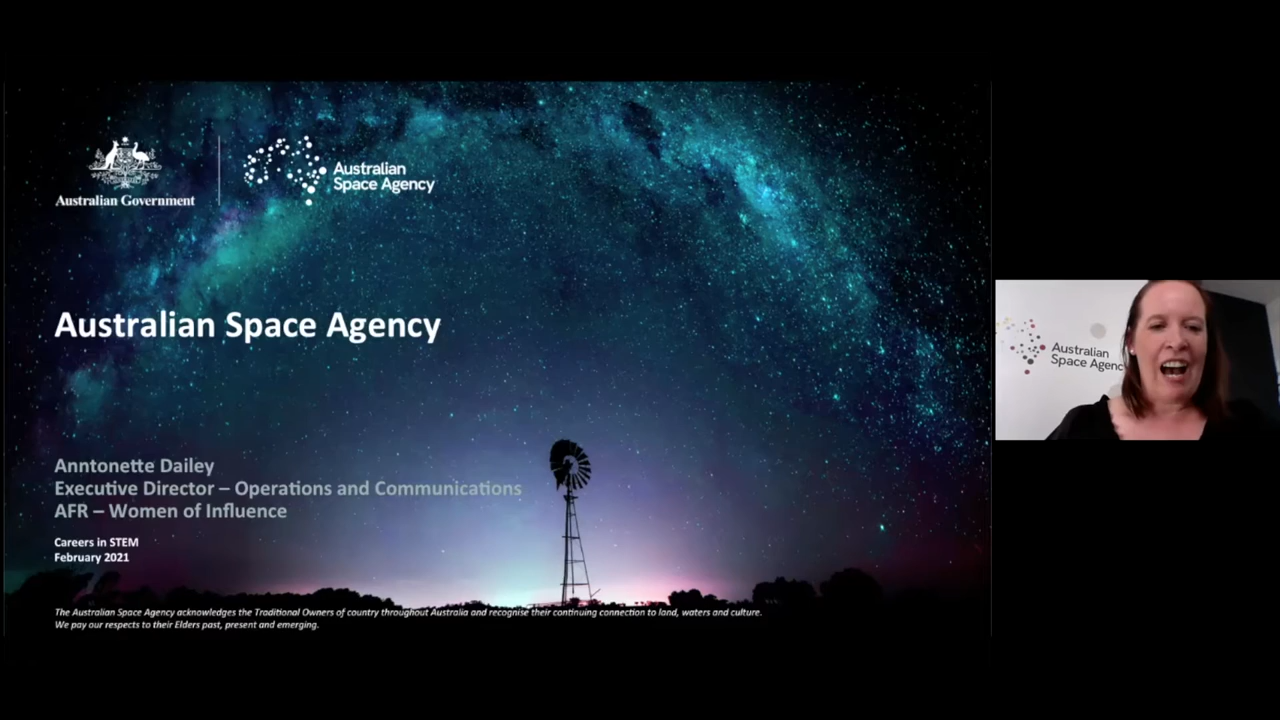 Australian Government
Australian
Space Agency
Australian Space Agency
Anntonette Dailey
Executive Director – Operations and Communications
AFR – Women of Influence
Careers in STEM
February 2021
The Australian Space Agency acknowledges the Traditional Owners of country throughout Australia and recognise their continuing connection to land, waters and culture.
We pay our respects to their Elders past, present and emerging.
Australian
Space Agenc